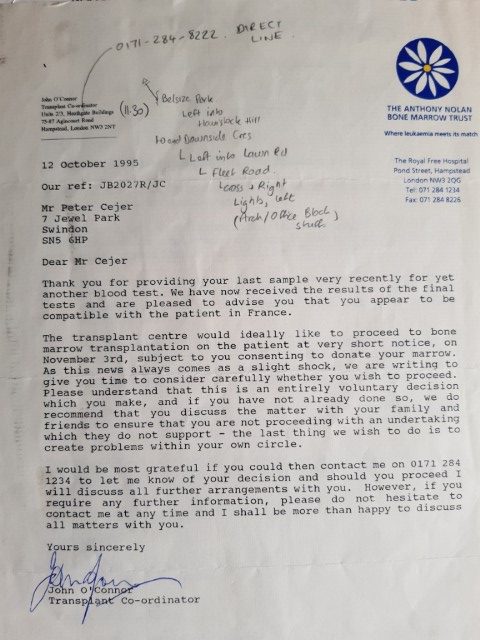 0171-284-8222. DIRECT
LINE.
John O'Connor
Transplant Co-ordinator
Units 2/3, Heathgate Buildings
75-87 Agincourt Road
Hampstead, London NW3 2NT
(11:30)
Belsize Park
Left into
Haverstock Hill
Left into Lawn Rd
Fleet Road.
Cross + Right
Lights, Left
(Arch/Office Block)
THE ANTHONY NOLAN
BONE MARROW TRUST
Where leukaemia meets its match
The Royal Free Hospital
Pond Street, Hampstead
London NW3 2QG
Tel: 071 284 1234
Fax: 071 284 8226
12 October 1995
Our ref: JB2027R/JC
Mr Peter Cejer
7 Jewel Park
Swindon
SN5 6HP
Dear Mr Cejer
Thank you for providing your last sample very recently for yet
another blood test. We have now received the results of the final
tests and are pleased to advise you that you appear to be
compatible with the patient in France.
The transplant centre would ideally like to proceed to bone
marrow transplantation on the patient at very short notice, on
November 3rd, subject to you consenting to donate your marrow.
As this news always comes as a slight shock, we are writing to
give you time to consider carefully whether you wish to proceed.
Please understand that this is an entirely voluntary decision
which you make, and if you have not already done so, we do
recommend that you discuss the matter with your family and
friends to ensure that you are not proceeding with an undertaking
which they do not support - the last thing we wish to do is to
create problems within your own circle.
I would be most grateful if you could then contact me on 0171 284
1234 to let me know of your decision and should you proceed I
will discuss all further arrangements with you. However, if you
require any further information, please do not hesitate to
contact me at any time and I shall be more than happy to discuss
all matters with you.
Yours sincerely
John O'Connor
Transplant Co-ordinator